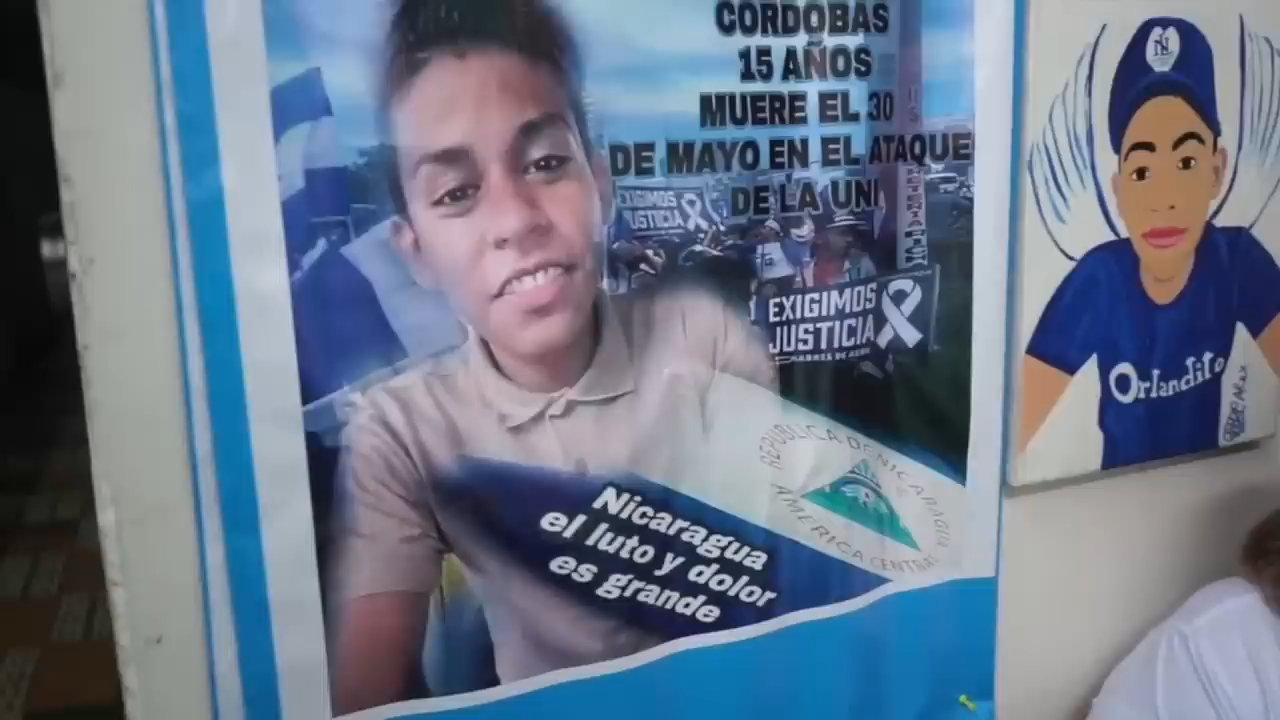 CORDOBAS
15 AÑOS
MUERE EL 30
DE MAYO EN EL ATAQUE
DE LA UNI
EXIGIMOS
JUSTICIA
EXIGIMOS
JUSTICIA
Nicaragua
el luto y dolor
es grande
REPUBLICA DE NICARAGUA
AMERICA CENTRAL
NY
Orlandito